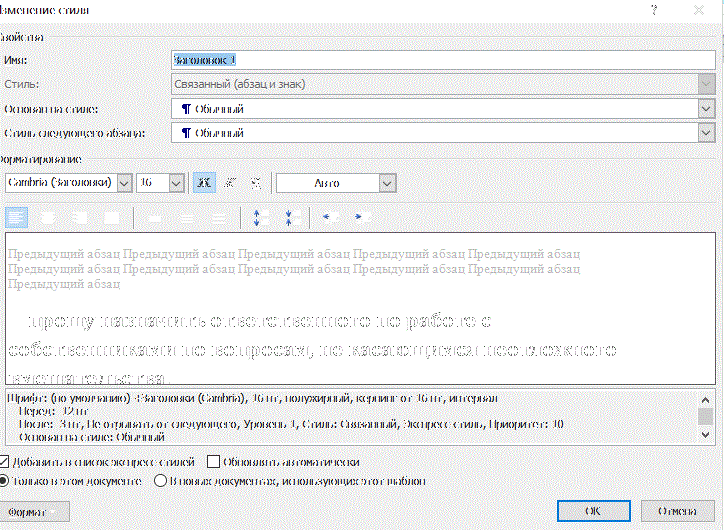 Изменение стиля
Свойства
Имя:
Заголовок 1
Стиль:
Связанный (абзац и знак)
Основан на стиле:
¶ Обычный
Стиль следующего абзаца:
¶ Обычный
Форматирование
Cambria (Заголовки) 16 Ж К Ч Авто
Предыдущий абзац Предыдущий абзац Предыдущий абзац Предыдущий абзац Предыдущий абзац
Предыдущий абзац Предыдущий абзац Предыдущий абзац Предыдущий абзац Предыдущий абзац
Предыдущий абзац
прошу назначить ответственного по работе с
собственниками по вопросам, не касающимся неотложного
вмешательства.
Шрифт: (по умолчанию) +Заголовки (Cambria), 16 пт, полужирный, кернинг от 16 пт, интервал
Перед: 12 пт
После: 3 пт, Не отрывать от следующего, Уровень 1, Стиль: Связанный, Экспресс-стиль, Приоритет: 10
Основан на стиле: Обычный
Добавить в список экспресс-стилей Обновлять автоматически
Только в этом документе В новых документах, использующих этот шаблон
Формат ОК Отмена